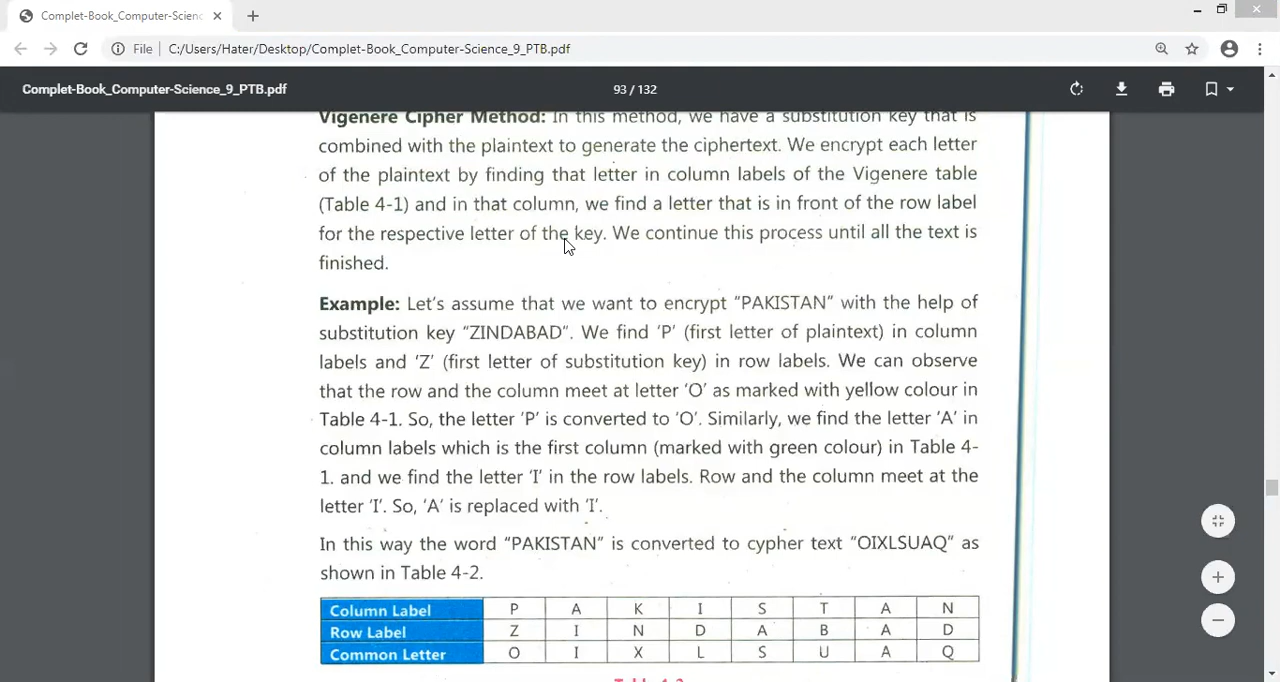 Complet-Book_Computer-Scienc
File C:/Users/Hater/Desktop/Complet-Book_Computer-Science_9_PTB.pdf
Complet-Book_Computer-Science_9_PTB.pdf 93 / 132
Vigenere Cipher Method: In this method, we have a substitution key that is
combined with the plaintext to generate the ciphertext. We encrypt each letter
of the plaintext by finding that letter in column labels of the Vigenere table
(Table 4-1) and in that column, we find a letter that is in front of the row label
for the respective letter of the key. We continue this process until all the text is
finished.
Example: Let's assume that we want to encrypt "PAKISTAN" with the help of
substitution key "ZINDABAD". We find 'P' (first letter of plaintext) in column
labels and 'Z' (first letter of substitution key) in row labels. We can observe
that the row and the column meet at letter 'O' as marked with yellow colour in
Table 4-1. So, the letter 'P' is converted to 'O'. Similarly, we find the letter 'A' in
column labels which is the first column (marked with green colour) in Table 4-
1. and we find the letter 'I' in the row labels. Row and the column meet at the
letter 'I'. So, 'A' is replaced with 'I'.
In this way the word "PAKISTAN" is converted to cypher text "OIXLSUAQ" as
shown in Table 4-2.
Column Label P A K I S T A N
Row Label Z I N D A B A D
Common Letter O I X L S U A Q